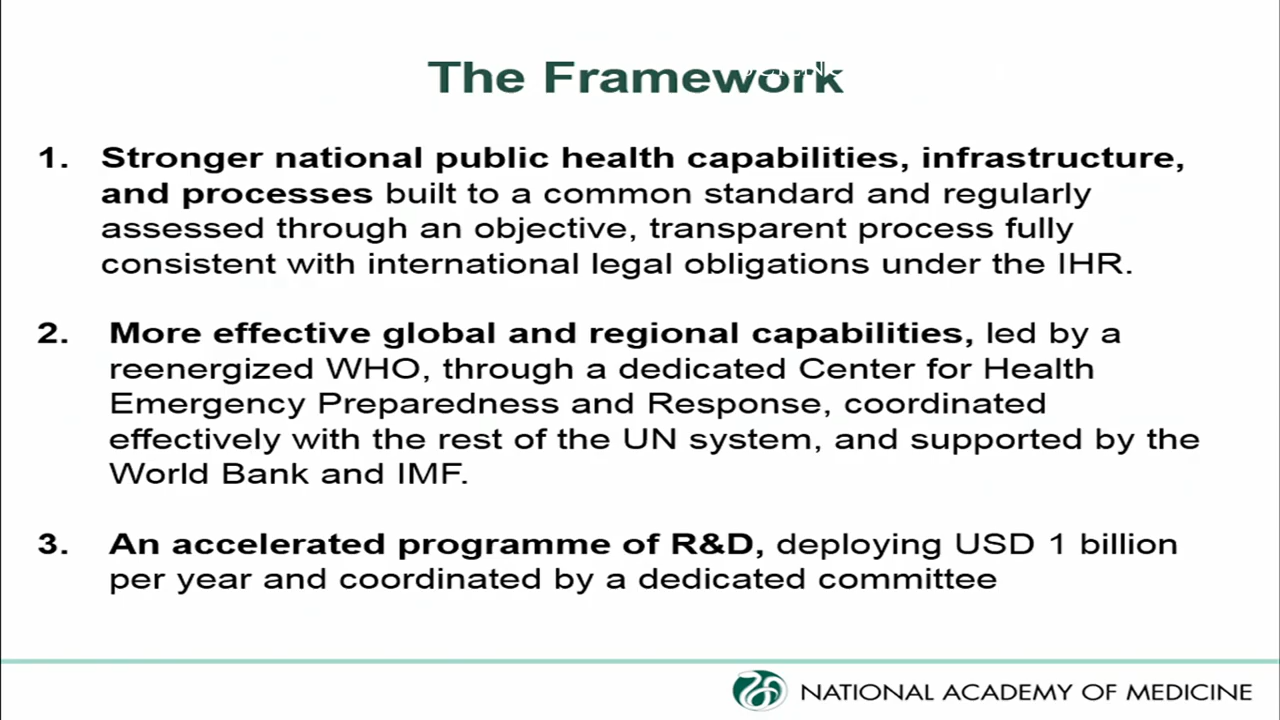 The Framework
1. Stronger national public health capabilities, infrastructure,
and processes built to a common standard and regularly
assessed through an objective, transparent process fully
consistent with international legal obligations under the IHR.
2. More effective global and regional capabilities, led by a
reenergized WHO, through a dedicated Center for Health
Emergency Preparedness and Response, coordinated
effectively with the rest of the UN system, and supported by the
World Bank and IMF.
3. An accelerated programme of R&D, deploying USD 1 billion
per year and coordinated by a dedicated committee
NATIONAL ACADEMY OF MEDICINE